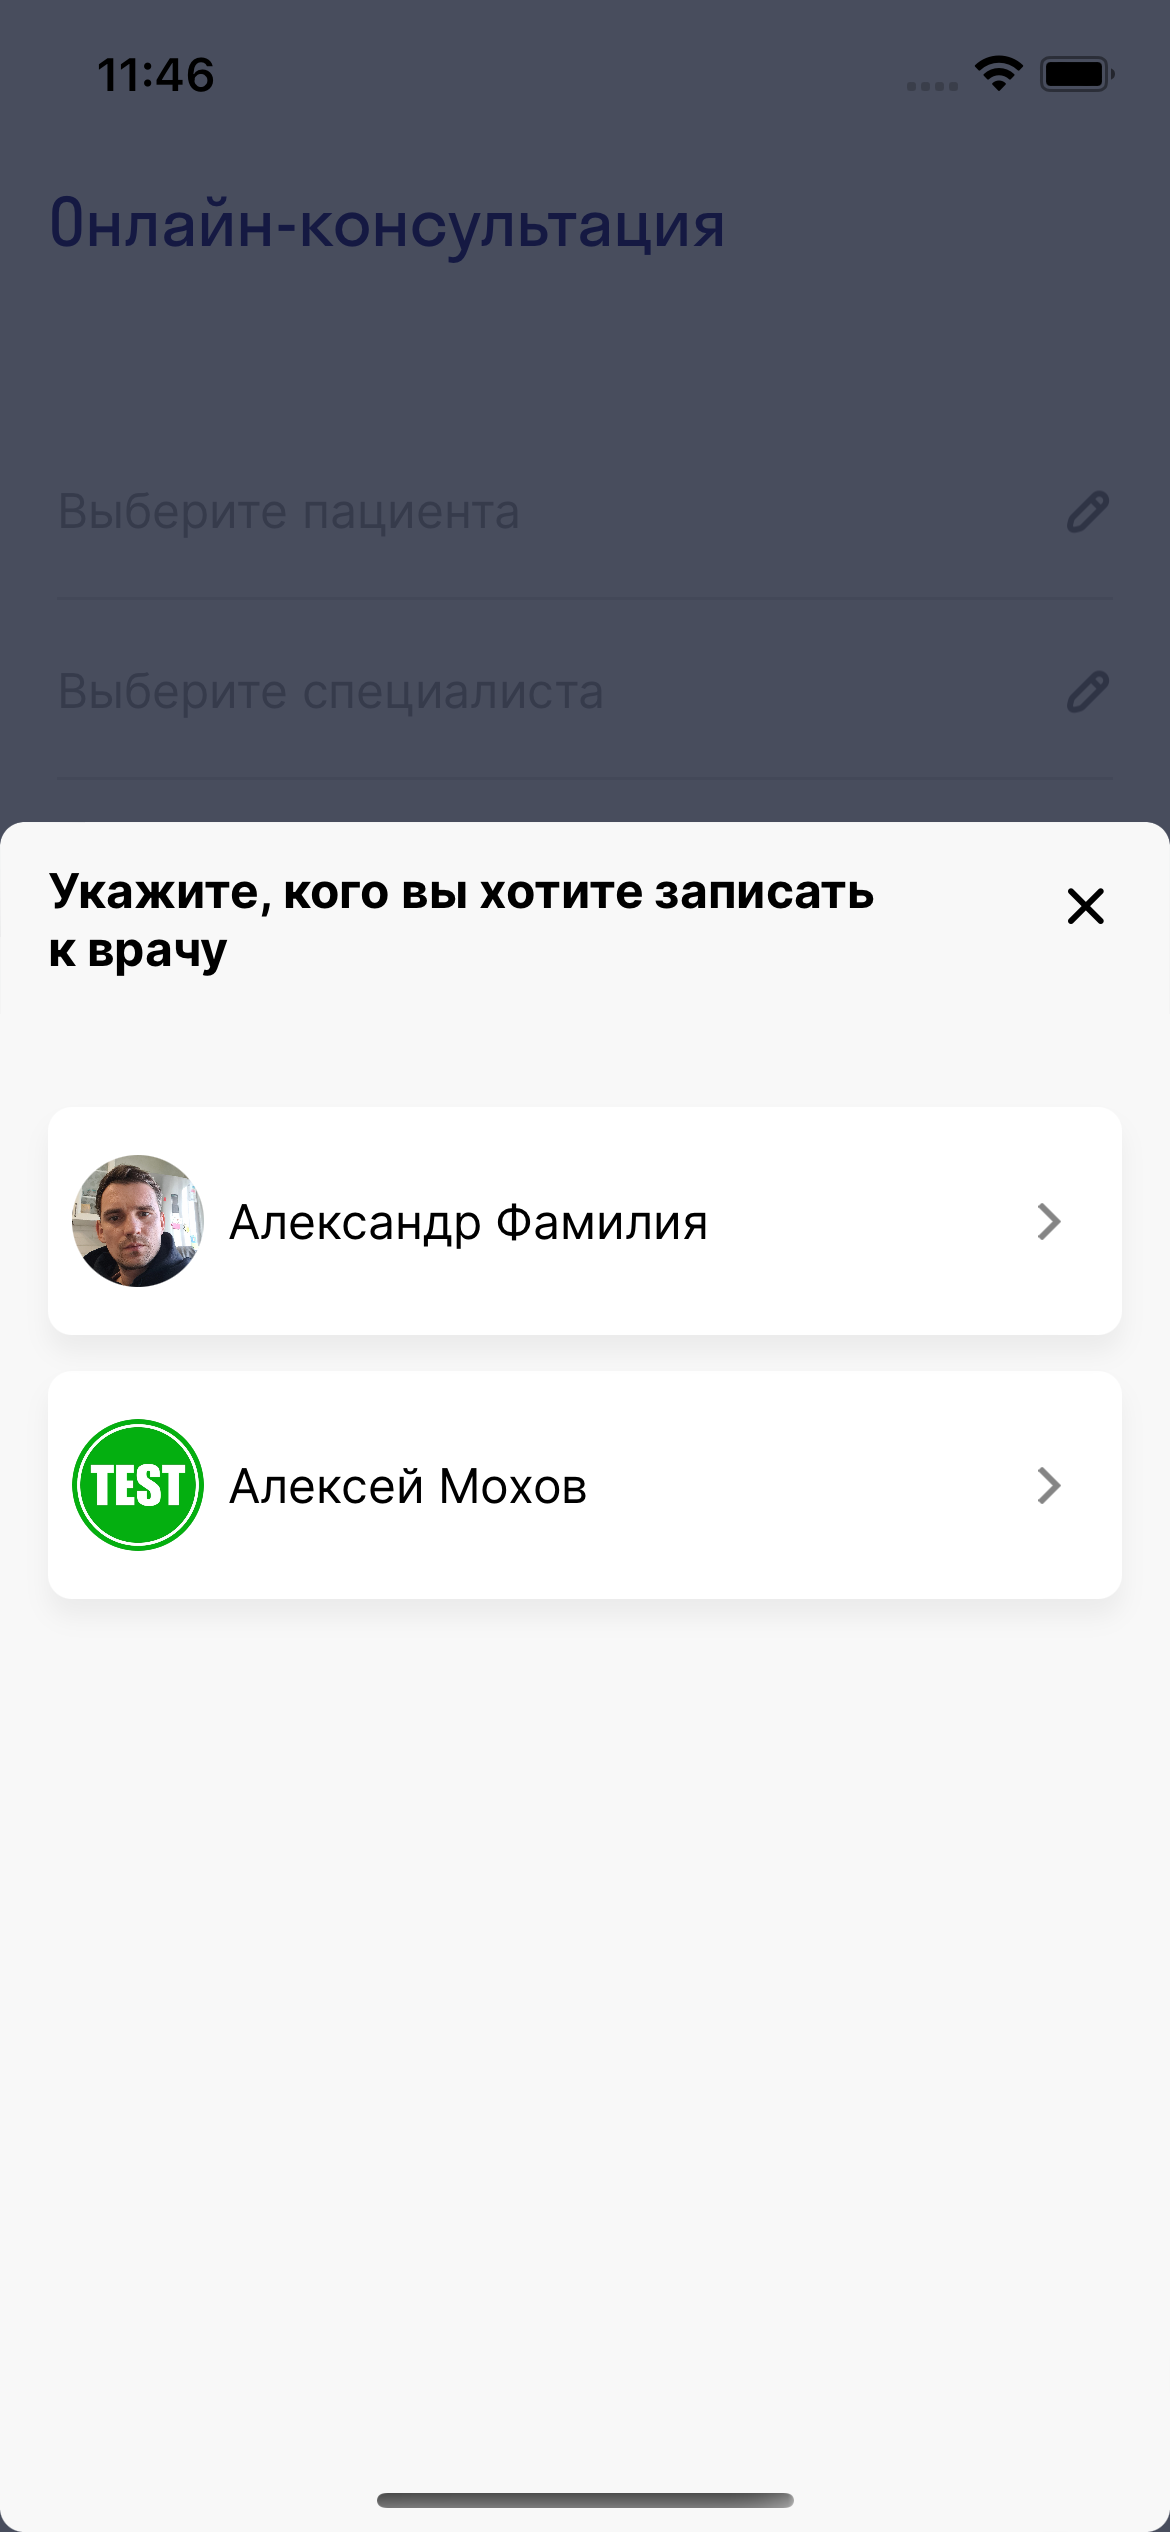 11:46
Онлайн-консультация
Выберите пациента
Выберите специалиста
Укажите, кого вы хотите записать
к врачу
Александр Фамилия
TEST
Алексей Мохов